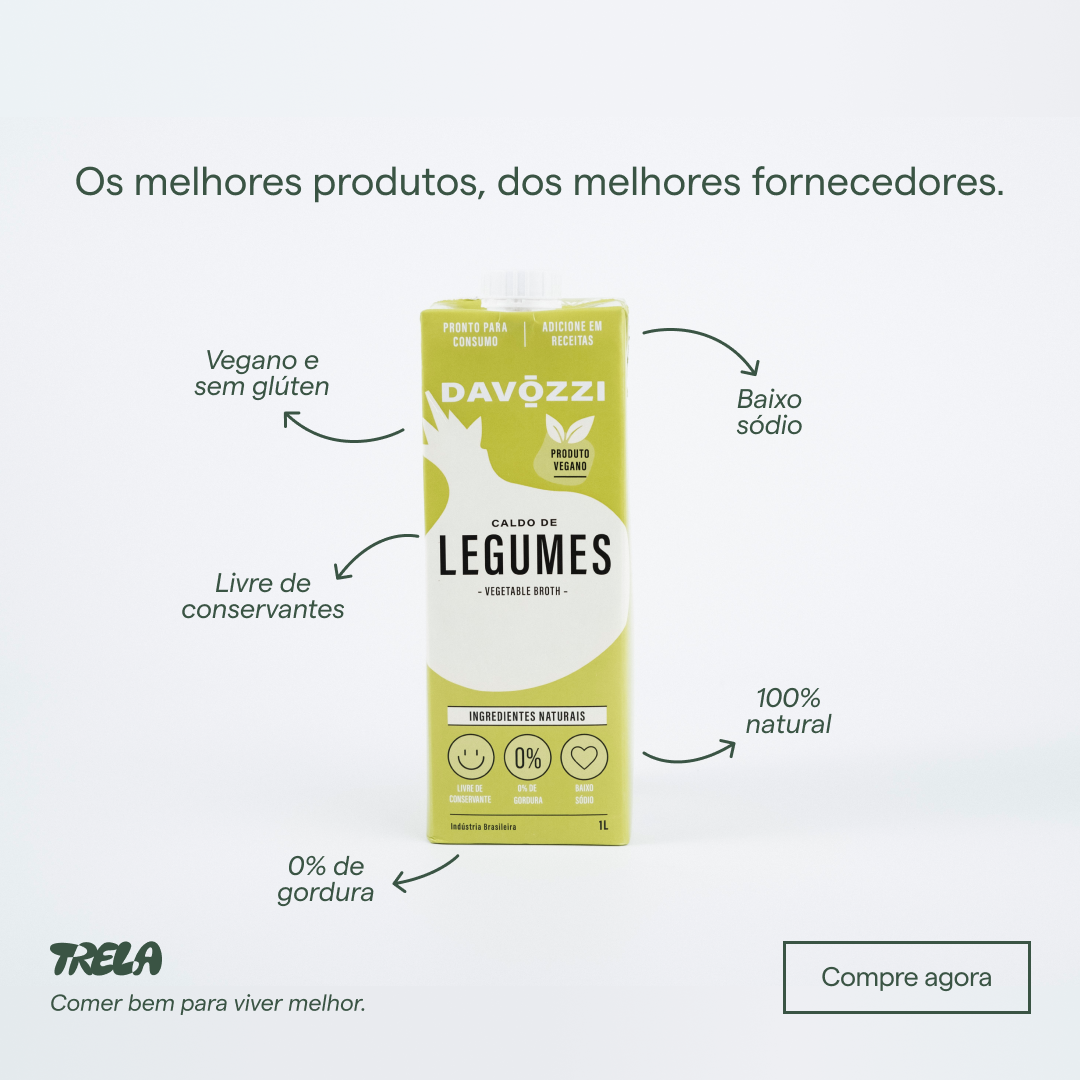 Os melhores produtos, dos melhores fornecedores.
PRONTO PARA
CONSUMO
ADICIONE EM
RECEITAS
DAVŌZZI
PRODUTO
VEGANO
CALDO DE
LEGUMES
- VEGETABLE BROTH -
INGREDIENTES NATURAIS
0%
LIVRE DE
CONSERVANTE
0% DE
GORDURA
BAIXO
SÓDIO
Indústria Brasileira
1L
Vegano e
sem glúten
Baixo
sódio
Livre de
conservantes
100%
natural
0% de
gordura
TRELA
Comer bem para viver melhor.
Compre agora